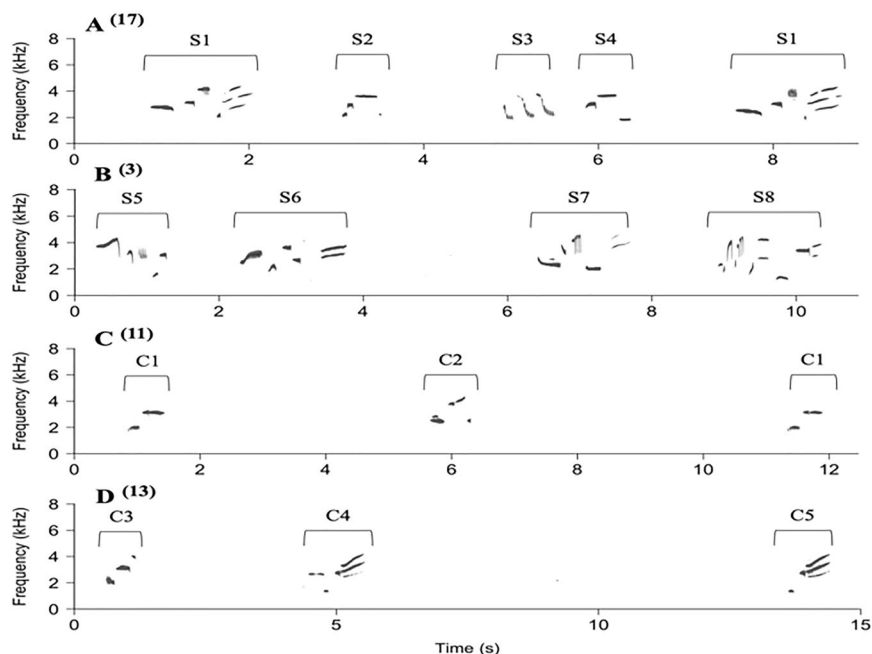 A (17)
S1 S2 S3 S4 S1
Frequency (kHz)
8
6
4
2
0
0 2 4 6 8
B (3)
S5 S6 S7 S8
Frequency (kHz)
8
6
4
2
0
0 2 4 6 8 10
C (11)
C1 C2 C1
Frequency (kHz)
8
6
4
2
0
0 2 4 6 8 10 12
D (13)
C3 C4 C5
Frequency (kHz)
8
6
4
2
0
0 5 10 15
Time (s)